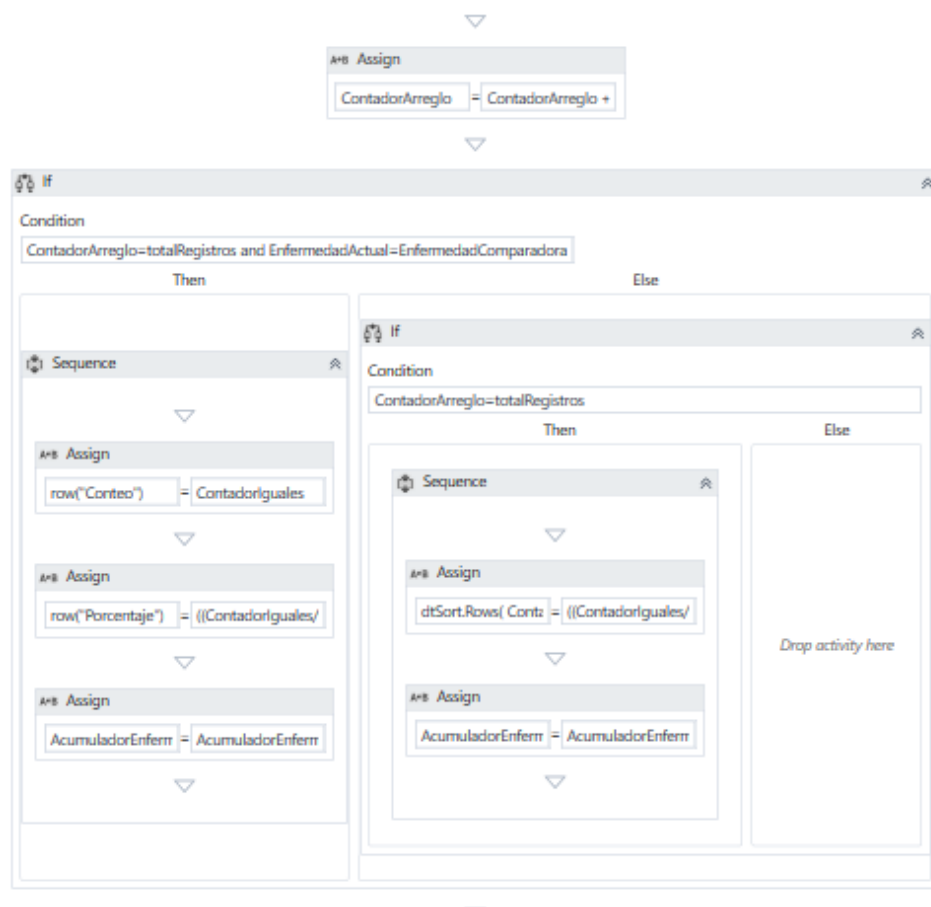 A+B Assign
ContadorArreglo = ContadorArreglo +
If
Condition
ContadorArreglo=totalRegistros and EnfermedadActual=EnfermedadComparadora
Then Else
Sequence
A+B Assign
row("Conteo") = ContadorIguales
A+B Assign
row("Porcentaje") = ((ContadorIguales/
A+B Assign
AcumuladorEnferm = AcumuladorEnferm
If
Condition
ContadorArreglo=totalRegistros
Then Else
Sequence
A+B Assign
dtSort.Rows( Conta = ((ContadorIguales/
A+B Assign
AcumuladorEnferm = AcumuladorEnferm
Drop activity here